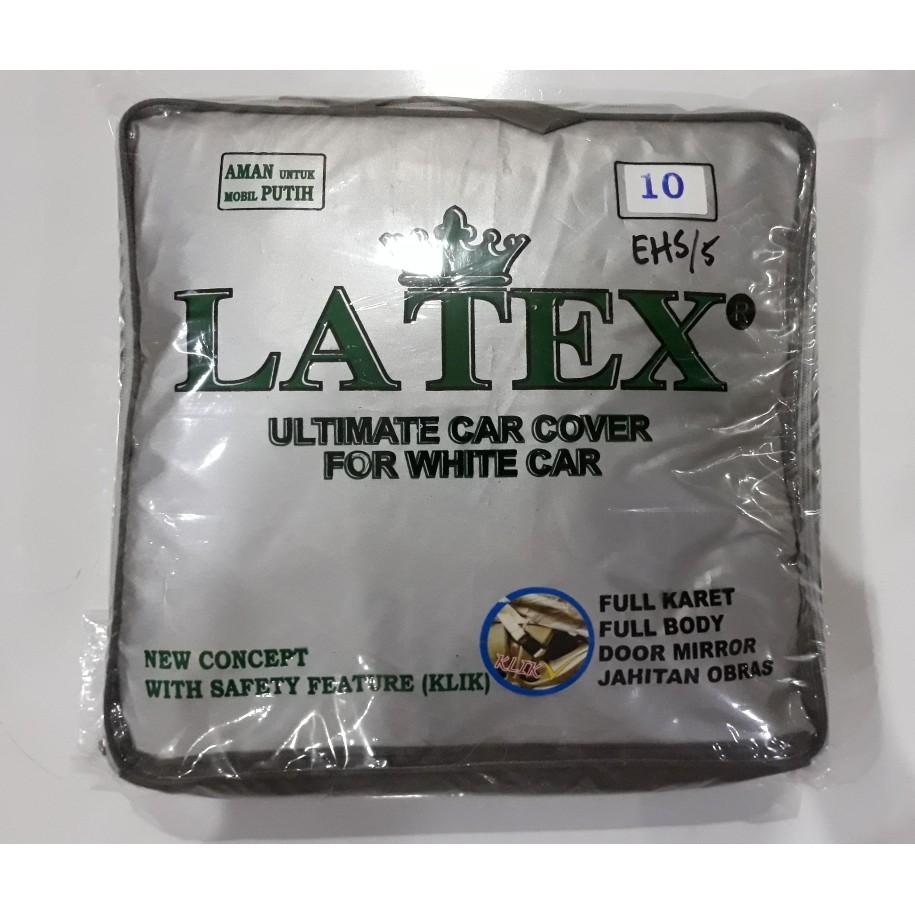 AMAN UNTUK
MOBIL PUTIH
10
EHS/5
LATEX®
ULTIMATE CAR COVER
FOR WHITE CAR
NEW CONCEPT
WITH SAFETY FEATURE (KLIK)
KLIK
FULL KARET
FULL BODY
DOOR MIRROR
JAHITAN OBRAS